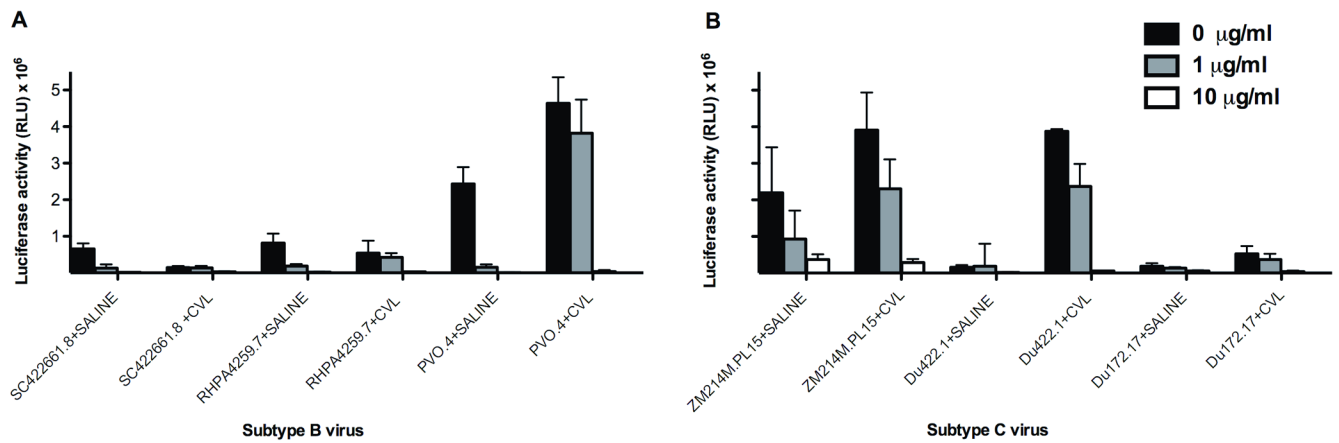 A
Luciferase activity (RLU) x 10⁶
5
4
3
2
1
SC422661.8+SALINE
SC422661.8 +CVL
RHPA4259.7+SALINE
RHPA4259.7+CVL
PVO.4+SALINE
PVO.4+CVL
Subtype B virus
B
Luciferase activity (RLU) x 10⁶
0 µg/ml
1 µg/ml
10 µg/ml
ZM214M.PL15+SALINE
ZM214M.PL15+CVL
Du422.1+SALINE
Du422.1+CVL
Du172.17+SALINE
Du172.17+CVL
Subtype C virus